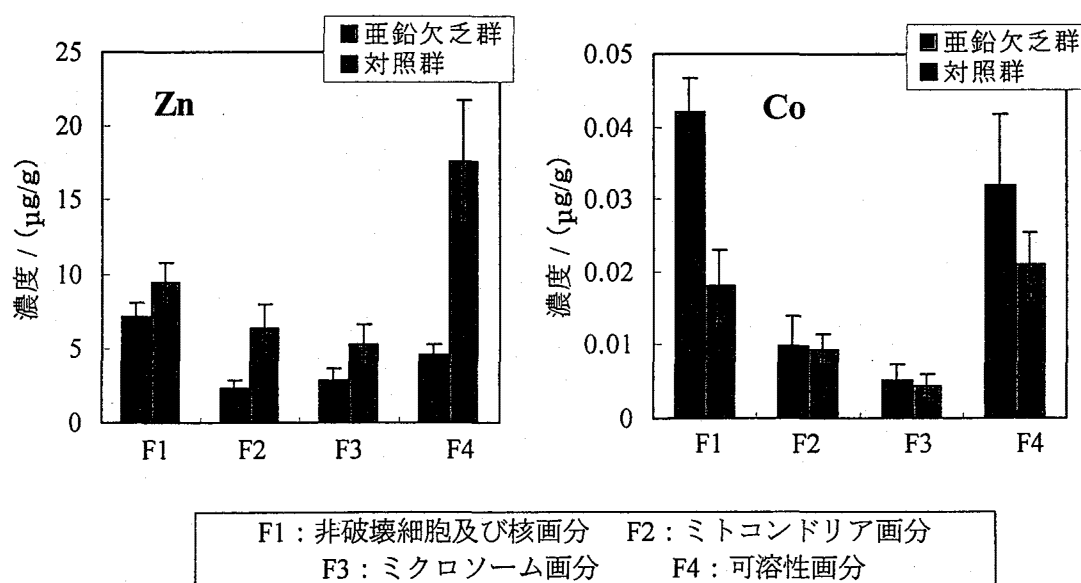 25
20
15
10
5
0
濃度 / (μg/g)
Zn
■亜鉛欠乏群
■対照群
F1 F2 F3 F4
0.05
0.04
0.03
0.02
0.01
0
濃度 / (μg/g)
Co
■亜鉛欠乏群
■対照群
F1 F2 F3 F4
F1：非破壊細胞及び核画分 F2：ミトコンドリア画分
F3：ミクロソーム画分 F4：可溶性画分